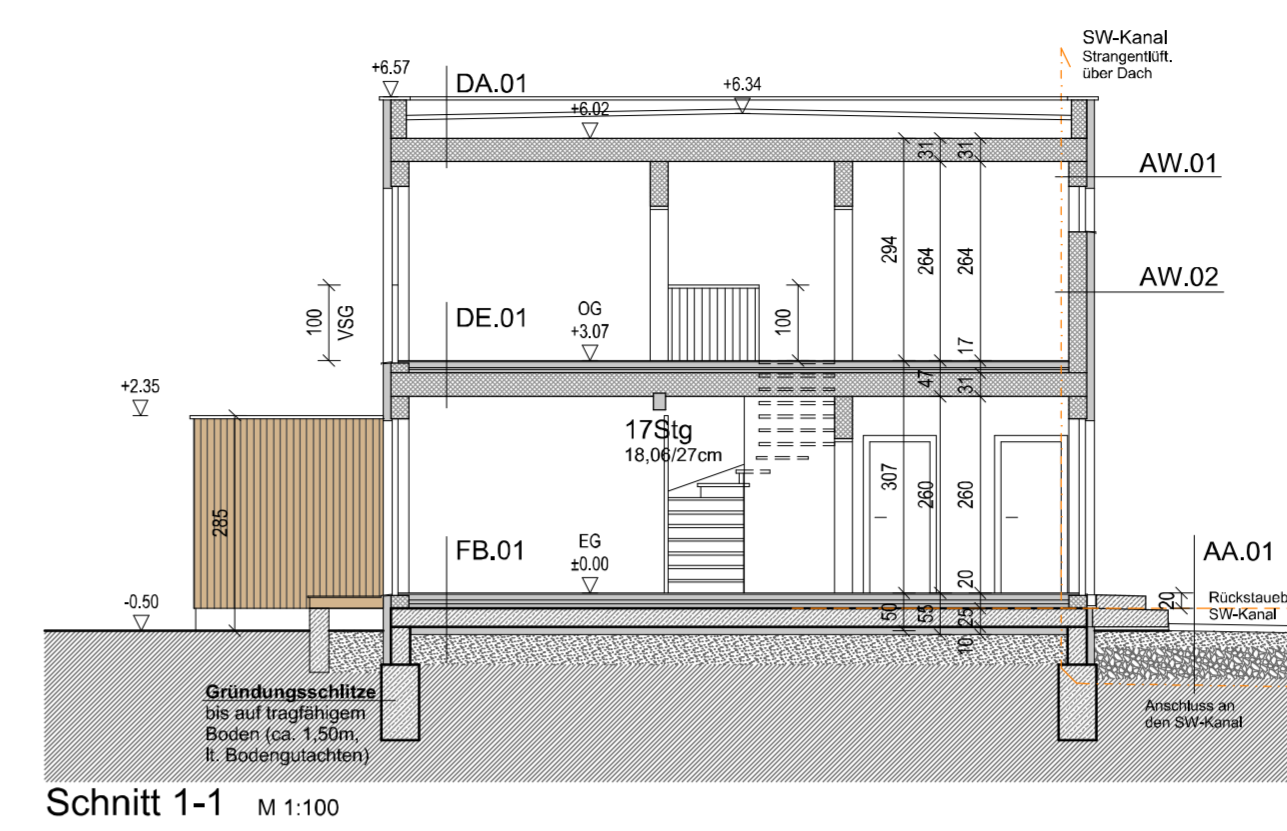 SW-Kanal
Strangentlüft.
über Dach
+6.57
DA.01
+6.34
+6.02
31
31
AW.01
294
264
264
AW.02
100
VSG
DE.01
OG
+3.07
100
17
47
31
+2.35
17Stg
18,06/27cm
307
260
260
285
FB.01
EG
±0.00
20
AA.01
-0.50
50
55
25
10
20
Rückstaueb
SW-Kanal
Gründungsschlitze
bis auf tragfähigem
Boden (ca. 1,50m,
lt. Bodengutachten)
Anschluss an
den SW-Kanal
Schnitt 1-1 M 1:100